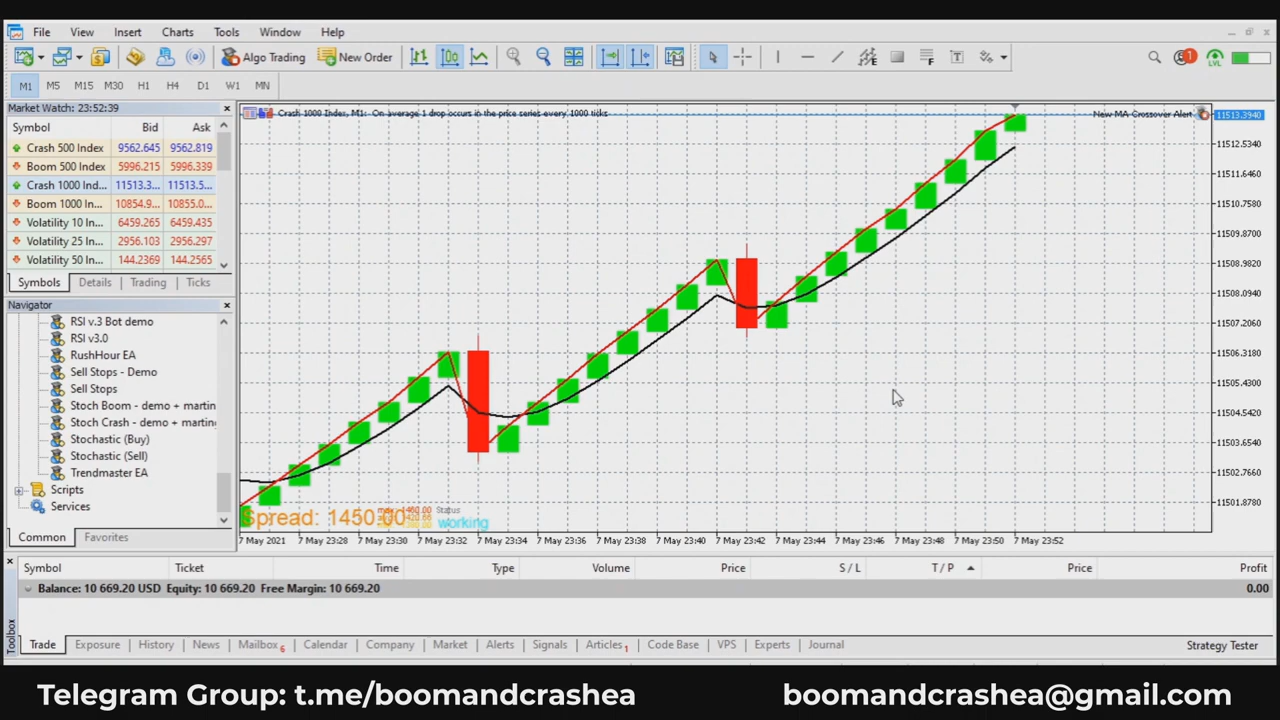 File View Insert Charts Tools Window Help
Algo Trading New Order
M1 M5 M15 M30 H1 H4 D1 W1 MN
Market Watch: 23:52:39
Symbol Bid Ask
Crash 500 Index 9562.645 9562.819
Boom 500 Index 5996.215 5996.339
Crash 1000 Ind... 11513.3... 11513.5...
Boom 1000 In... 10854.9... 10855.0...
Volatility 10 In... 6459.265 6459.435
Volatility 25 In... 2956.103 2956.297
Volatility 50 In... 144.2369 144.2565
Symbols Details Trading Ticks
Navigator
RSI v.3 Bot demo
RSI v3.0
RushHour EA
Sell Stops - Demo
Sell Stops
Stoch Boom - demo + martin
Stoch Crash - demo + marting
Stochastic (Buy)
Stochastic (Sell)
Trendmaster EA
Scripts
Services
Common Favorites
Crash 1000 Index, M1: On average 1 drop occurs in the price series every 1000 ticks
New MA Crossover Alert
11513.3940
11512.5340
11511.6460
11510.7580
11509.8700
11508.9820
11508.0940
11507.2060
11506.3180
11505.4300
11504.5420
11503.6540
11502.7660
11501.8780
Spread: 1450.00
Status
working
7 May 2021 7 May 23:28 7 May 23:30 7 May 23:32 7 May 23:34 7 May 23:36 7 May 23:38 7 May 23:40 7 May 23:42 7 May 23:44 7 May 23:46 7 May 23:48 7 May 23:50 7 May 23:52
Symbol Ticket Time Type Volume Price S / L T / P Price Profit
Balance: 10 669.20 USD Equity: 10 669.20 Free Margin: 10 669.20 0.00
Toolbox
Trade Exposure History News Mailbox 6 Calendar Company Market Alerts Signals Articles 1 Code Base VPS Experts Journal Strategy Tester
Telegram Group: t.me/boomandcrashea boomandcrashea@gmail.com